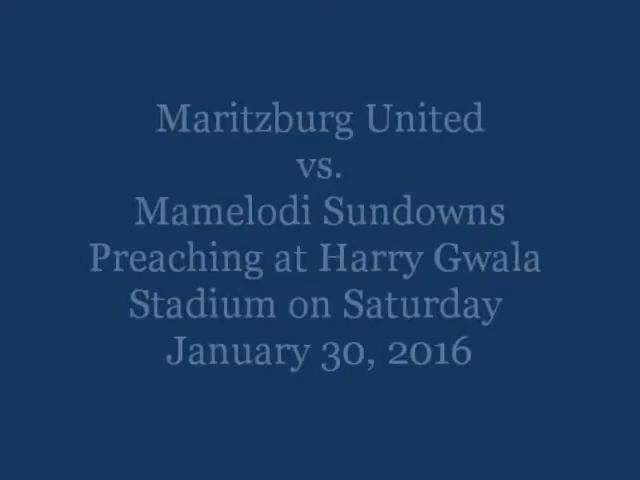 Maritzburg United
vs.
Mamelodi Sundowns
Preaching at Harry Gwala
Stadium on Saturday
January 30, 2016